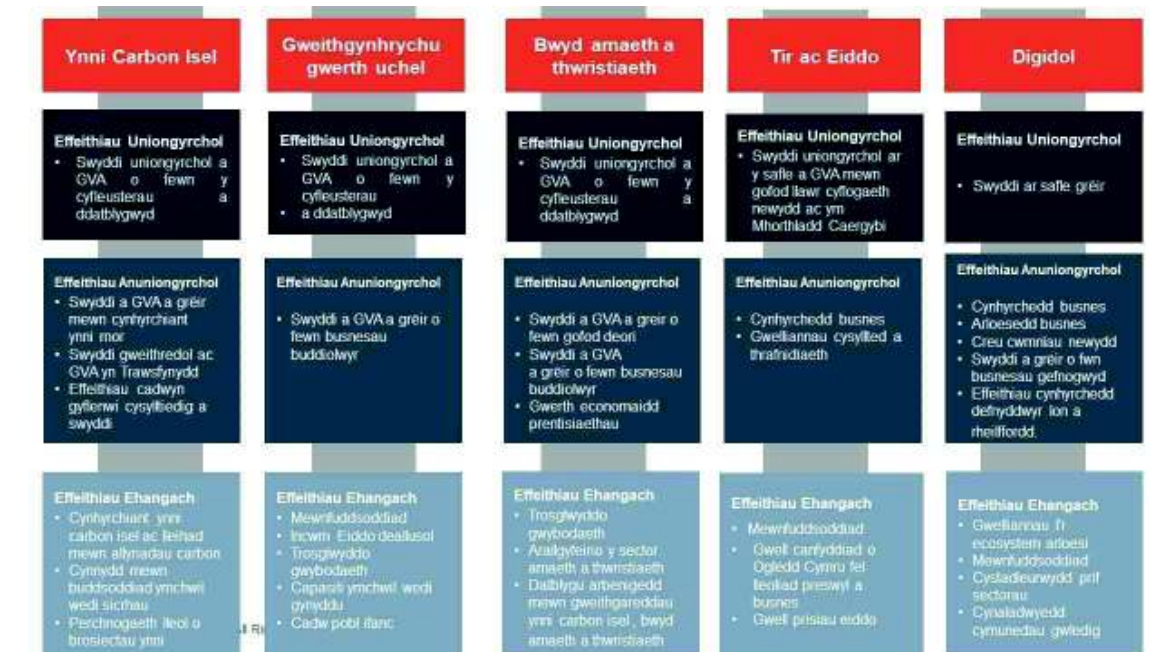 Ynni Carbon Isel
Effeithiau Uniongyrchol
• Swyddi uniongyrchol a
GVA o fewn y
cyfleusterau a
ddatblygwyd
Effeithiau Anuniongyrchol
• Swyddi a GVA a grëir
mewn cynhyrchiant
ynni mor
• Swyddi gweithredol ac
GVA yn Trawsfynydd
• Effeithiau cadwyn
gyflenwi cysylltiedig a
swyddi
Effeithiau Ehangach
• Cynhyrchiant ynni
carbon isel ac leihad
mewn allynadau carbon
• Cynnydd mewn
buddsoddiad ymchwil
wedi sicrhau
• Perchnogaeth lleol o
brosiectau ynni
Gweithgynhrychu
gwerth uchel
Effeithiau Uniongyrchol
• Swyddi uniongyrchol a
GVA o fewn y
cyfleusterau
• a ddatblygwyd
Effeithiau Anuniongyrchol
• Swyddi a GVA a grëir o
fewn busnesau
buddiolwyr
Effeithiau Ehangach
• Mewnfuddsoddiad
• Incwm Eiddo deallusol
• Trosglwyddo
gwybodaeth
• Capasiti ymchwil wedi
gynyddu
• Cadw pobl ifanc
Bwyd amaeth a
thwristiaeth
Effeithiau Uniongyrchol
• Swyddi uniongyrchol a
GVA o fewn y
cyfleusterau a
ddatblygwyd
Effeithiau Anuniongyrchol
• Swyddi a GVA a greir o
fewn gofod deori
• Swyddi a GVA
a grëir o fewn busnesau
buddiolwyr
• Gwerth economaidd
prentisiaethau
Effeithiau Ehangach
• Trosglwyddo
gwybodaeth
• Arallgyfeirio y sector
amaeth a thwristiaeth
• Datblygu arbenigedd
mewn gweithgareddau
ynni carbon isel, bwyd
amaeth a thwristiaeth
Tir ac Eiddo
Effeithiau Uniongyrchol
• Swyddi uniongyrchol ar
y safle a GVA mewn
gofod llawr cyflogaeth
newydd ac ym
Mhorthladd Caergybi
Effeithiau Anuniongyrchol
• Cynhyrchedd busnes
• Gwelliannau cysyllted a
thrafnidiaeth
Effeithiau Ehangach
• Mewnfuddsoddiad
• Gwell canfyddiad o
Ogledd Cymru fel
lleoliad preswyl a
busnes
• Gwell prisiau eiddo
Digidol
Effeithiau Uniongyrchol
• Swyddi ar safle grëir
Effeithiau Anuniongyrchol
• Cynhyrchedd busnes
• Arloesedd busnes
• Creu cwmniau newydd
• Swyddi a grëir o fwn
busnesau gefnogwyd
• Effeithiau cynhyrchedd
defnyddwyr lon a
rheilffordd.
Effeithiau Ehangach
• Gwelliannau i'r
ecosystem arloesi
• Mewnfuddsoddiad
• Cystadleurwydd prif
sectorau
• Cynaladwyedd
cymunedau gwledig